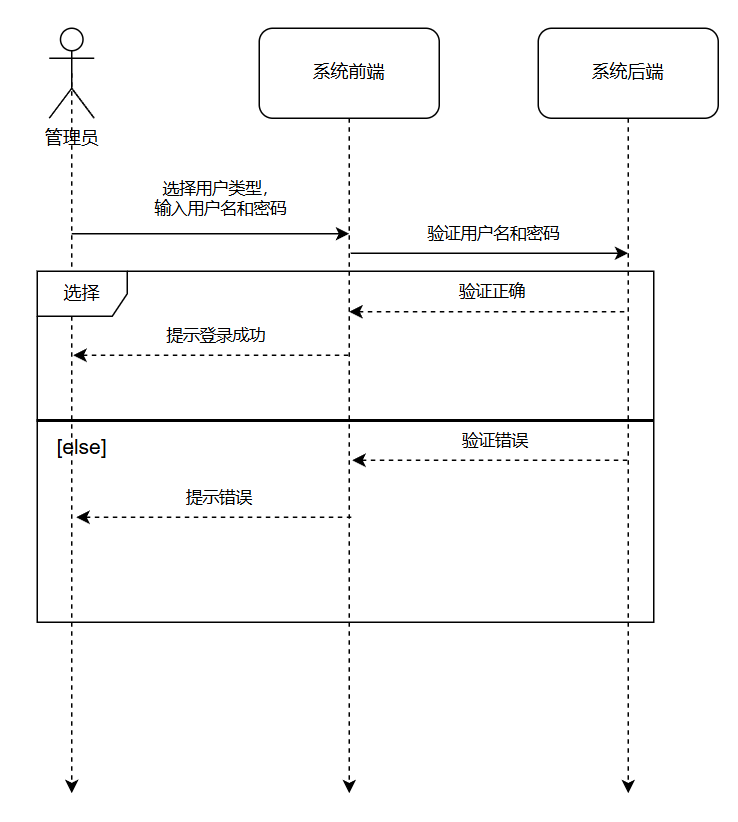 系统前端
系统后端
管理员
选择用户类型，
输入用户名和密码
验证用户名和密码
选择
验证正确
提示登录成功
[else]
验证错误
提示错误